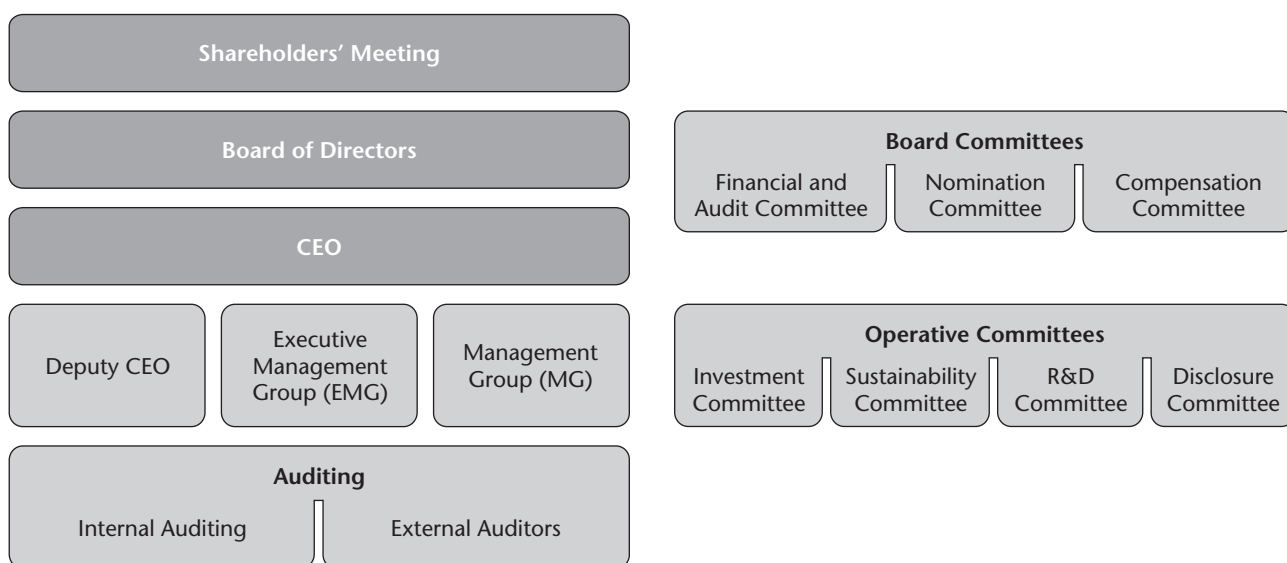 Shareholders’ Meeting
Board of Directors
CEO
Deputy CEO
Executive
Management
Group (EMG)
Management
Group (MG)
Auditing
Internal Auditing
External Auditors
Board Committees
Financial and
Audit Committee
Nomination
Committee
Compensation
Committee
Operative Committees
Investment
Committee
Sustainability
Committee
R&D
Committee
Disclosure
Committee